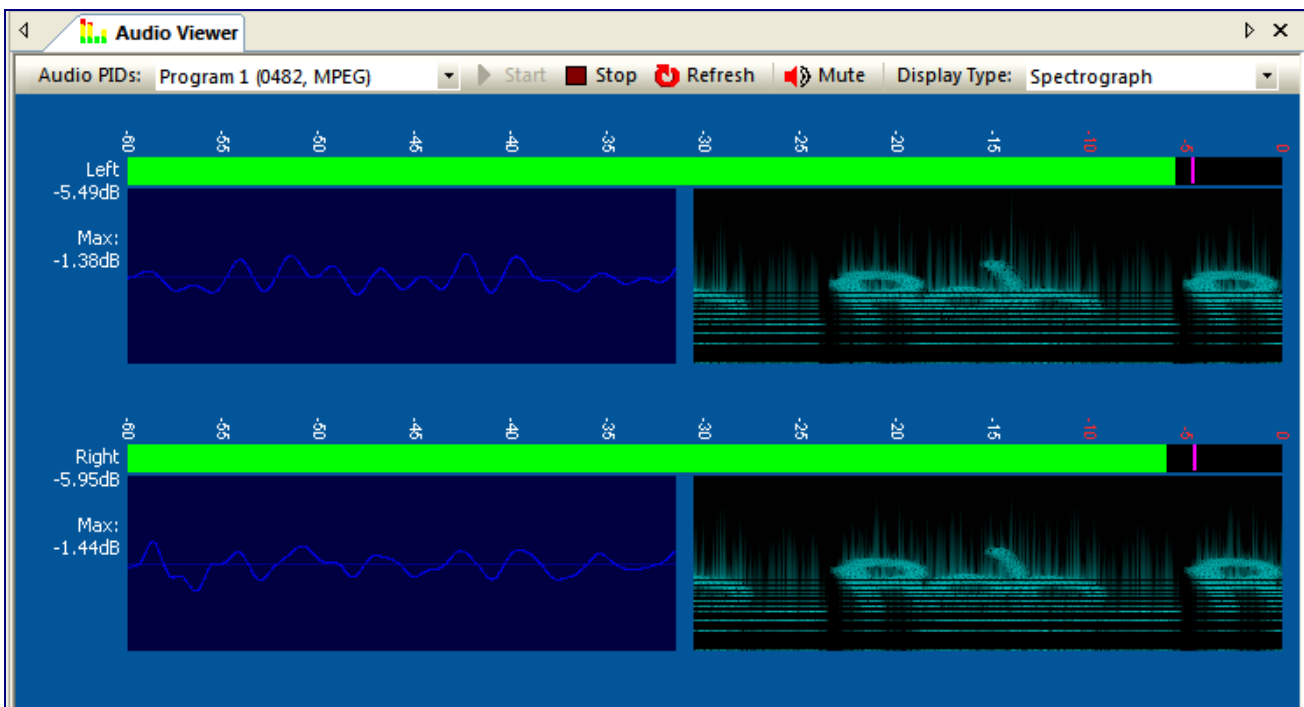 Audio Viewer
Audio PIDs: Program 1 (0482, MPEG) Start Stop Refresh Mute Display Type: Spectrograph
-60 -55 -50 -45 -40 -35 -30 -25 -20 -15 -10 -5 0
Left
-5.49dB
Max:
-1.38dB
-60 -55 -50 -45 -40 -35 -30 -25 -20 -15 -10 -5 0
Right
-5.95dB
Max:
-1.44dB